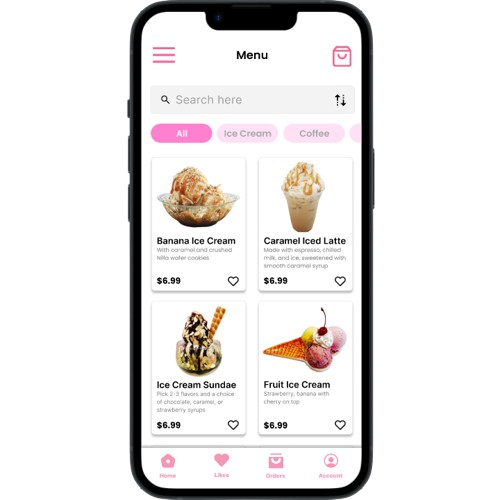 Menu
Search here
All
Ice Cream
Coffee
Banana Ice Cream
With caramel and crushed
Nilla wafer cookies
$6.99
Caramel Iced Latte
Made with espresso, chilled
milk, and ice, sweetened with
smooth caramel syrup
$6.99
Ice Cream Sundae
Pick 2-3 flavors and a choice
of chocolate, caramel, or
strawberry syrups
$6.99
Fruit Ice Cream
Strawberry, banana with
cherry on top
$6.99
Home
Likes
Orders
Account